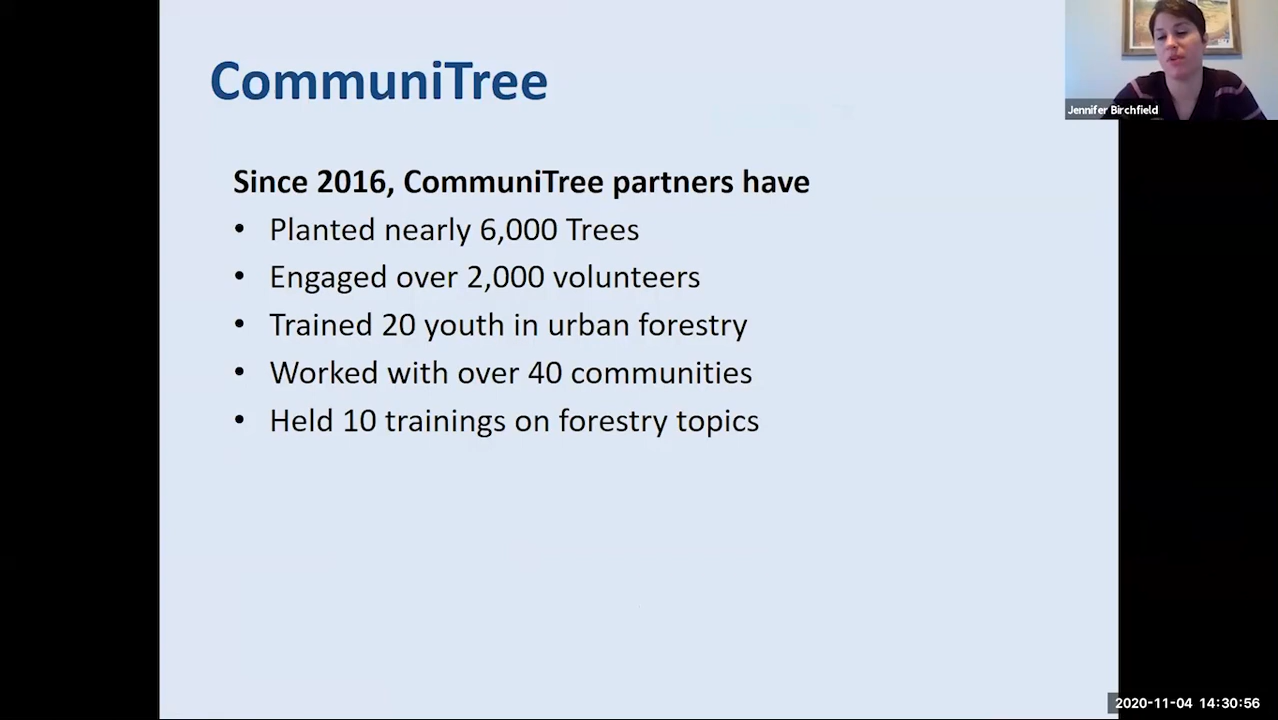 CommuniTree
Jennifer Birchfield
Since 2016, CommuniTree partners have
• Planted nearly 6,000 Trees
• Engaged over 2,000 volunteers
• Trained 20 youth in urban forestry
• Worked with over 40 communities
• Held 10 trainings on forestry topics
2020-11-04 14:30:56